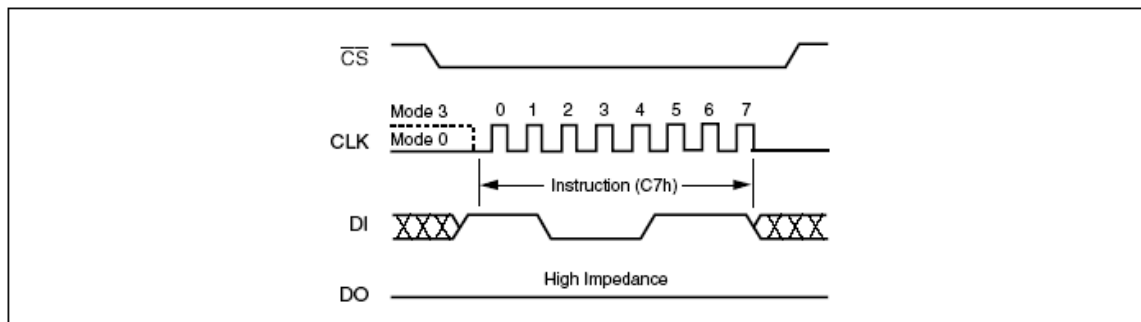 CS
Mode 3
0 1 2 3 4 5 6 7
CLK
Mode 0
Instruction (C7h)
DI
High Impedance
DO